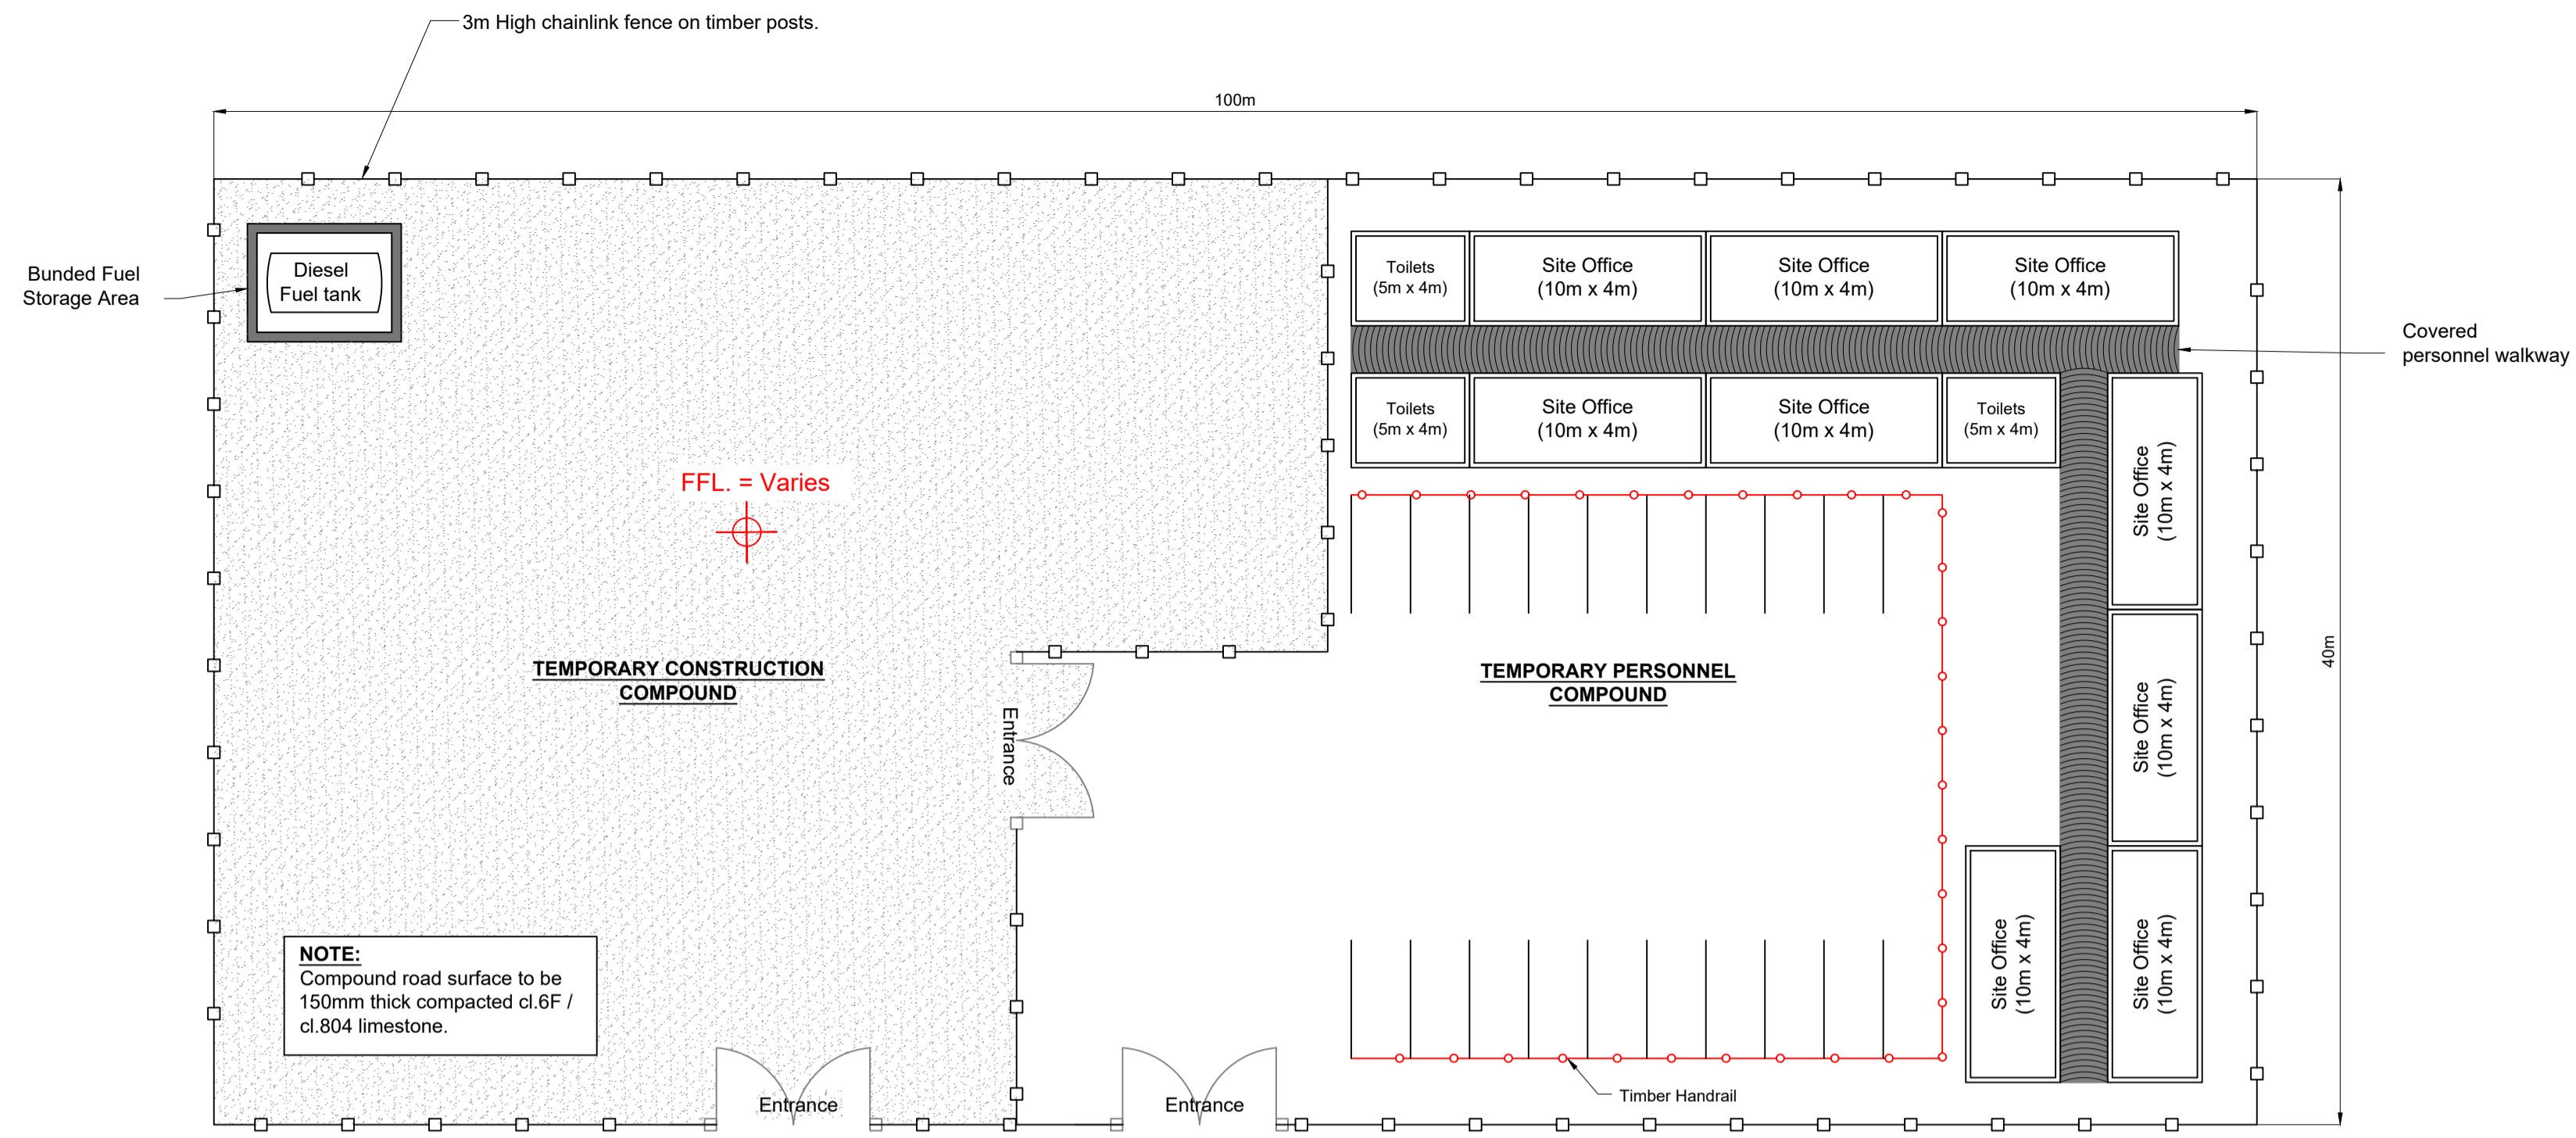 3m High chainlink fence on timber posts.
100m
Bunded Fuel
Storage Area
Diesel
Fuel tank
Toilets
(5m x 4m)
Site Office
(10m x 4m)
Site Office
(10m x 4m)
Site Office
(10m x 4m)
Covered
personnel walkway
Toilets
(5m x 4m)
Site Office
(10m x 4m)
Site Office
(10m x 4m)
Toilets
(5m x 4m)
Site Office
(10m x 4m)
FFL. = Varies
TEMPORARY CONSTRUCTION
COMPOUND
Entrance
TEMPORARY PERSONNEL
COMPOUND
Site Office
(10m x 4m)
40m
NOTE:
Compound road surface to be
150mm thick compacted cl.6F /
cl.804 limestone.
Site Office
(10m x 4m)
Site Office
(10m x 4m)
Entrance
Entrance
Timber Handrail